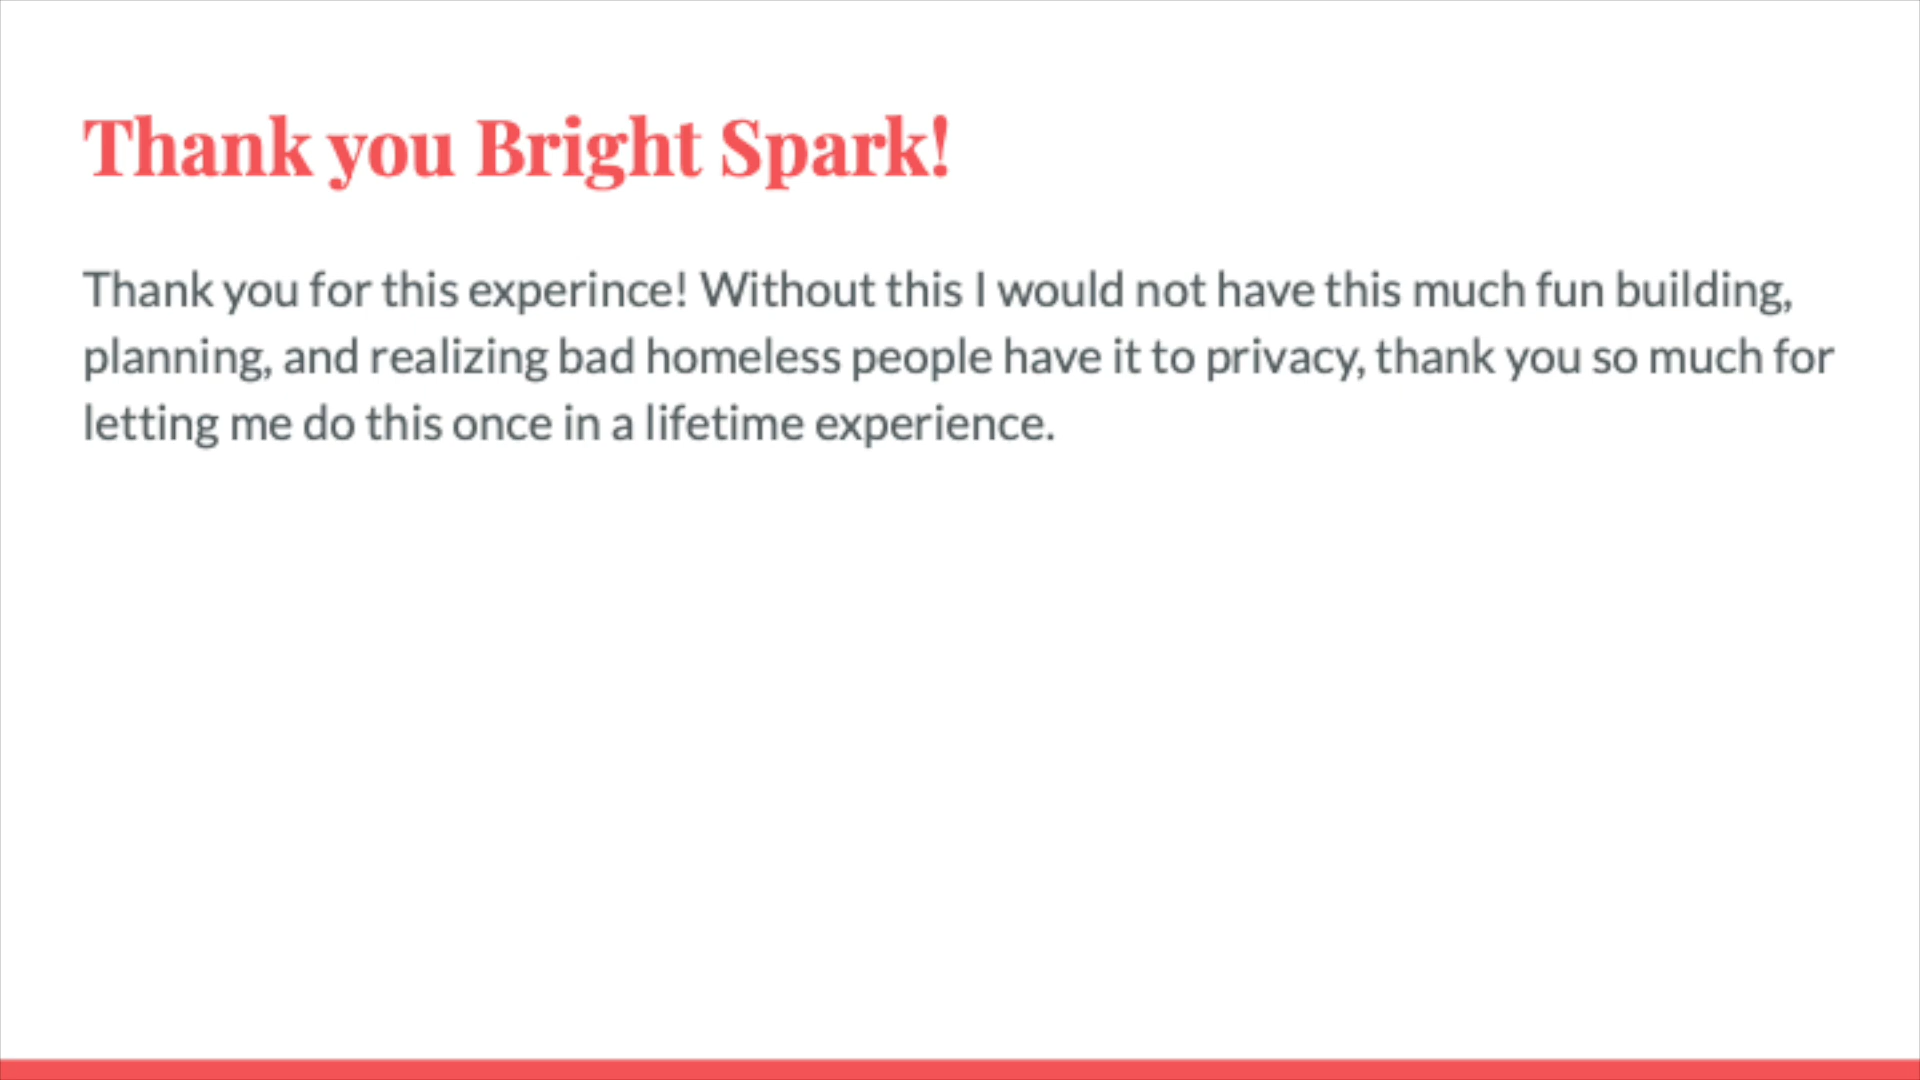 Thank you Bright Spark!
Thank you for this experince! Without this I would not have this much fun building,
planning, and realizing bad homeless people have it to privacy, thank you so much for
letting me do this once in a lifetime experience.